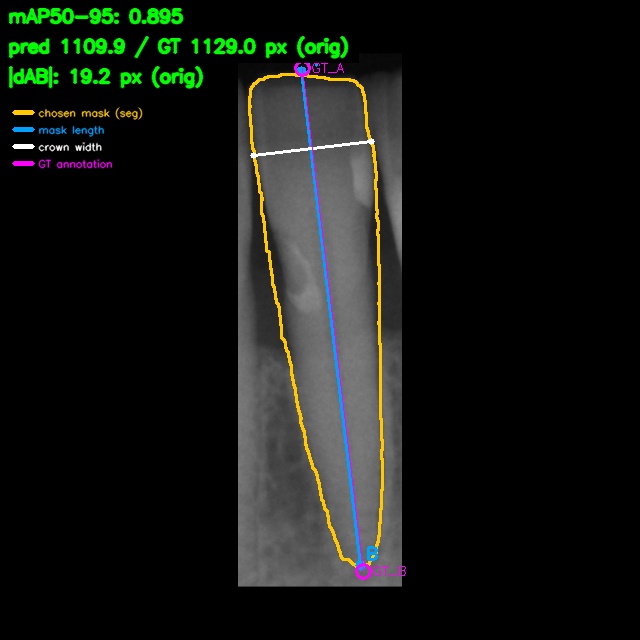 mAP50-95: 0.895
pred 1109.9 / GT 1129.0 px (orig)
|dAB|: 19.2 px (orig)
chosen mask (seg)
mask length
crown width
GT annotation
GT_A
B
GT_B